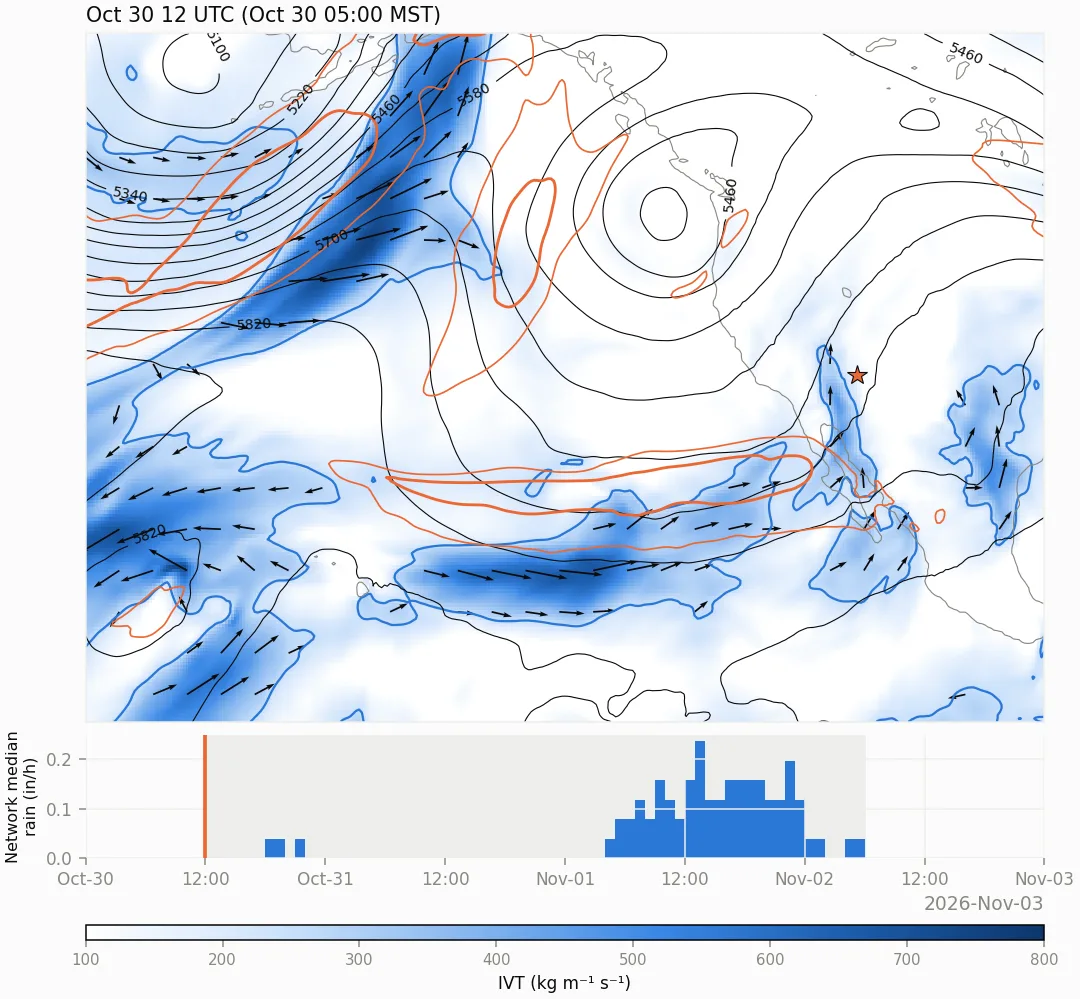 Oct 30 12 UTC (Oct 30 05:00 MST)
5100
5460
5220
5460
5580
5340
5460
5700
5820
5820
Network median
rain (in/h)
0.2
0.1
0.0
Oct-30
12:00
Oct-31
12:00
Nov-01
12:00
Nov-02
12:00
Nov-03
2026-Nov-03
100
200
300
400
500
600
700
800
IVT (kg m⁻¹ s⁻¹)